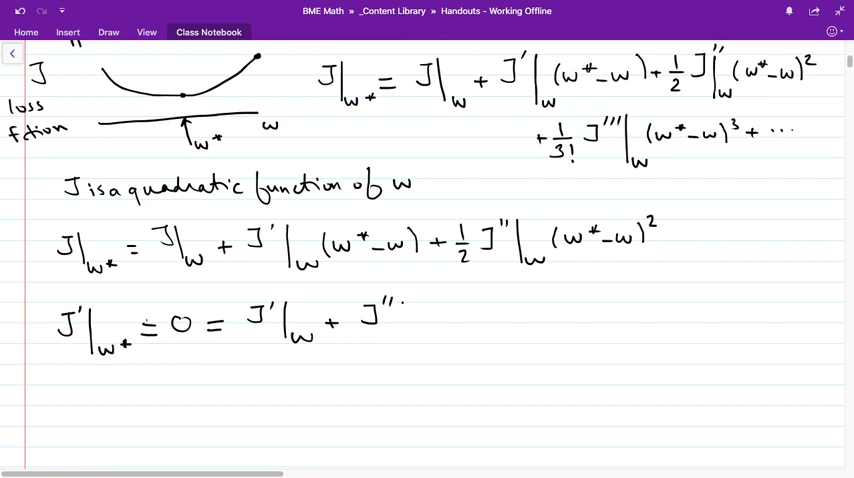 BME Math » _Content Library » Handouts - Working Offline
Home Insert Draw View Class Notebook
J
loss
fction
w
w*
J|w* = J|w + J'|w (w*-w) + 1/2 J''|w (w*-w)²
+ 1/3! J'''|w (w*-w)³ + ...
J is a quadratic function of w
J|w* = J|w + J'|w (w*-w) + 1/2 J''|w (w*-w)²
J'|w* = 0 = J'|w + J''